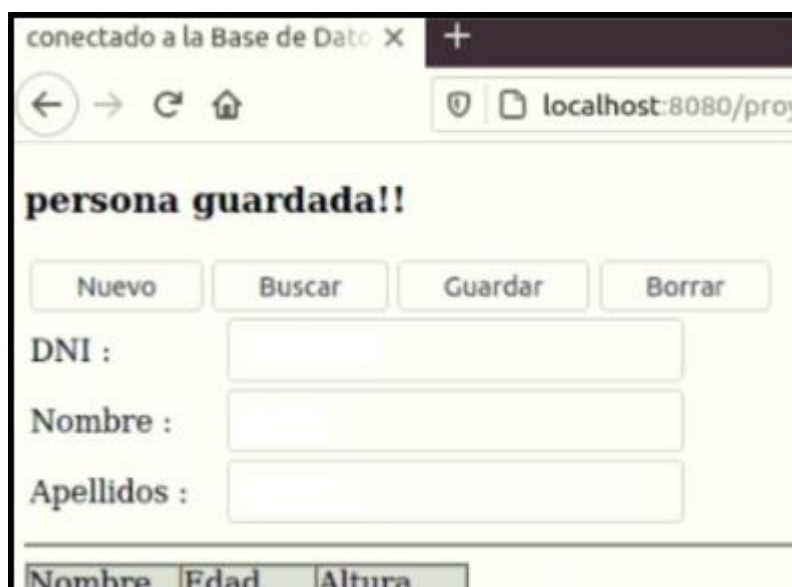 conectado a la Base de Dato
localhost:8080/proy
persona guardada!!
Nuevo Buscar Guardar Borrar
DNI :
Nombre :
Apellidos :
Nombre Edad Altura